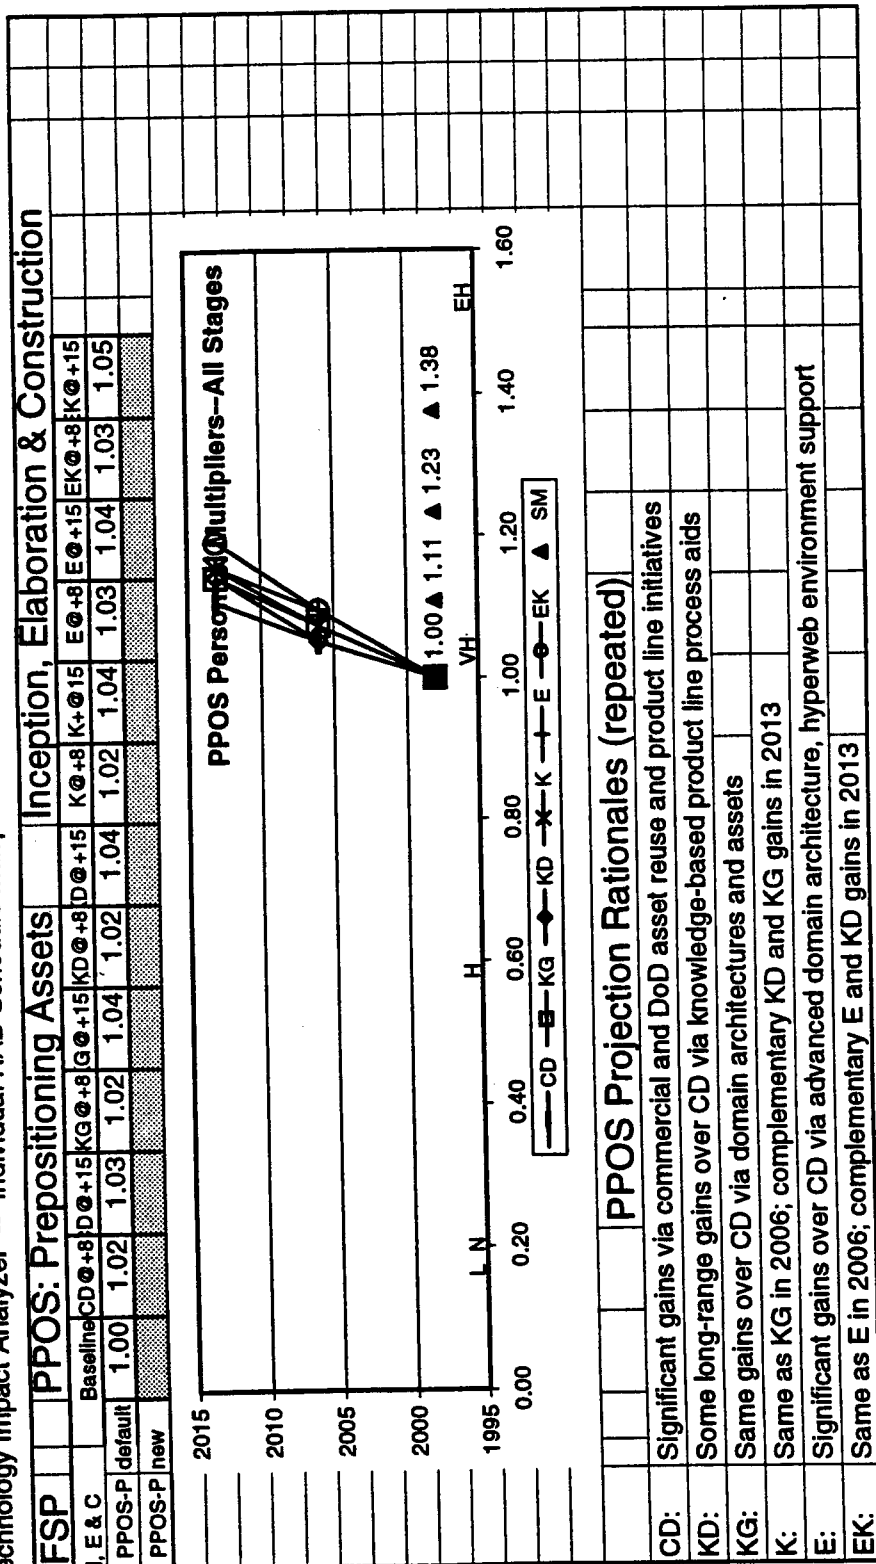 echnology Impact Analyzer
FSP PPOS: Prepositioning Assets Inception, Elaboration & Construction
I, E & C Baseline CD@+8 D@+15 KG@+8 G@+15 KD@+8 D@+15 K@+8 K+@15 E@+8 E@+15 EK@+8 K@+15
PPOS-P default 1.00 1.02 1.03 1.02 1.04 1.02 1.04 1.02 1.04 1.03 1.04 1.03 1.05
PPOS-P new
PPOS Personnel Multipliers--All Stages
2015
2010
2005
2000
1995
1.00 ▲ 1.11 ▲ 1.23 ▲ 1.38
L N H VH EH
0.00 0.20 0.40 0.60 0.80 1.00 1.20 1.40 1.60
CD KG KD K E EK ▲ SM
PPOS Projection Rationales (repeated)
CD: Significant gains via commercial and DoD asset reuse and product line initiatives
KD: Some long-range gains over CD via knowledge-based product line process aids
KG: Same gains over CD via domain architectures and assets
K: Same as KG in 2006; complementary KD and KG gains in 2013
E: Significant gains over CD via advanced domain architecture, hyperweb environment support
EK: Same as E in 2006; complementary E and KD gains in 2013